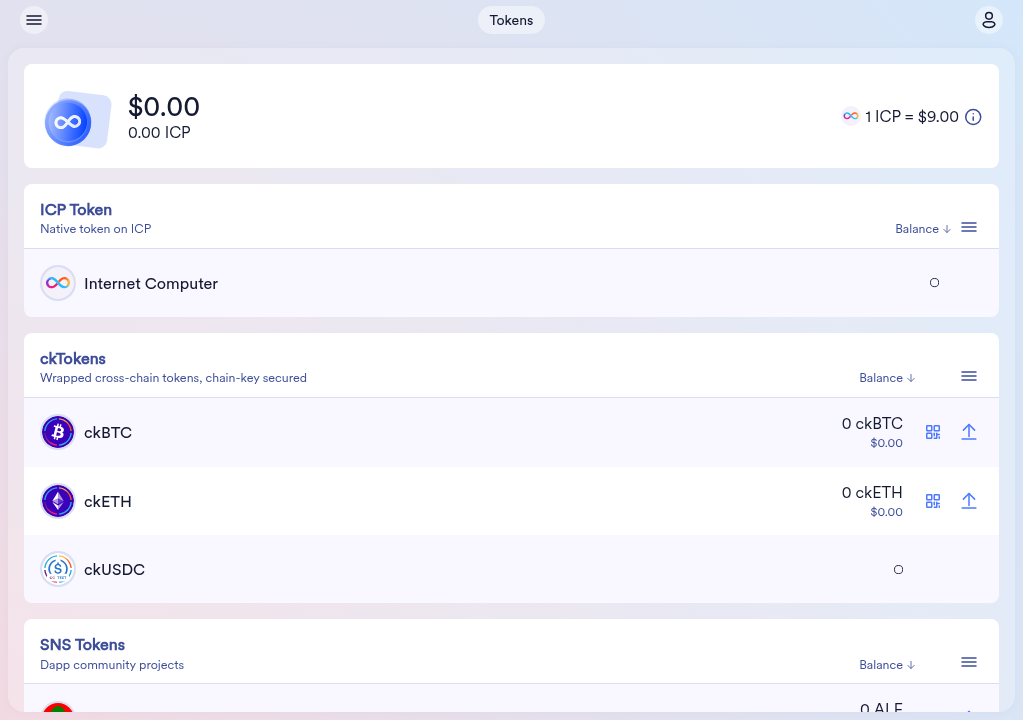 Tokens
$0.00
0.00 ICP
1 ICP = $9.00
ICP Token
Native token on ICP
Balance
Internet Computer
ckTokens
Wrapped cross-chain tokens, chain-key secured
Balance
ckBTC
0 ckBTC
$0.00
ckETH
0 ckETH
$0.00
ckUSDC
SNS Tokens
Dapp community projects
Balance